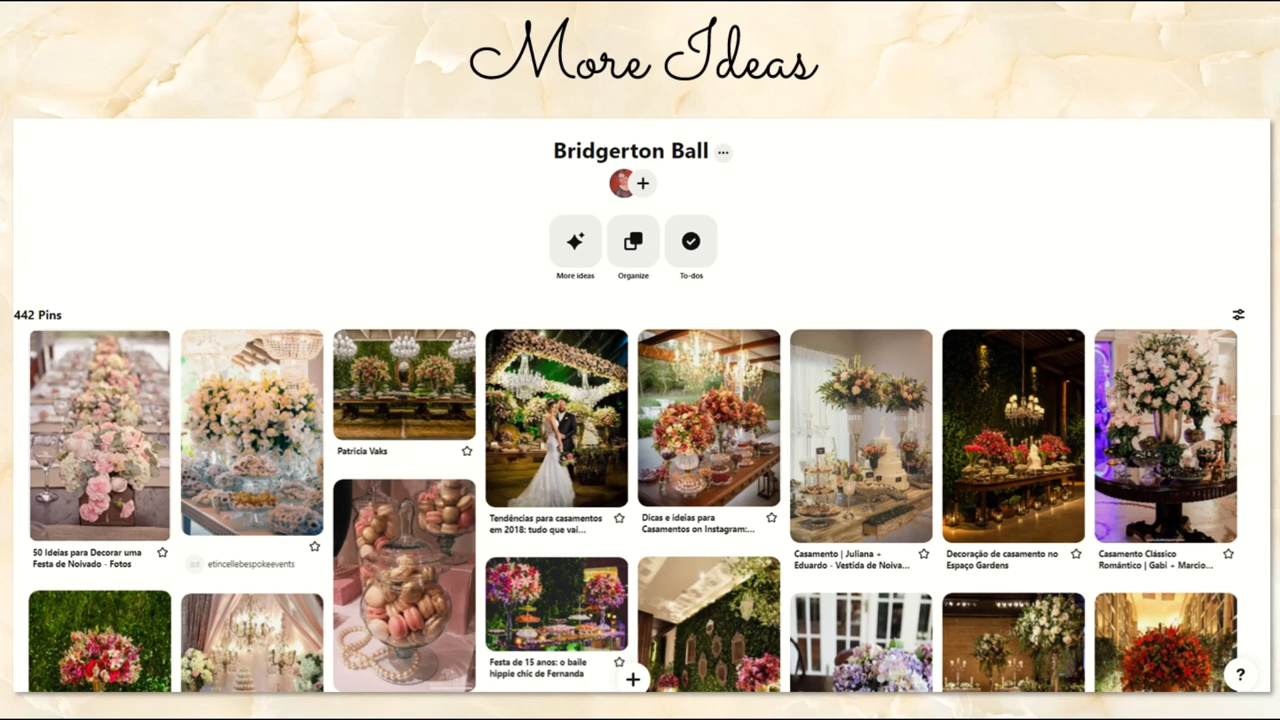 More Ideas
Bridgerton Ball
More ideas
Organize
To-dos
442 Pins
50 Ideias para Decorar uma
Festa de Noivado - Fotos
etincellebespokeevents
Patricia Vaks
Tendências para casamentos
em 2018: tudo que vai...
Festa de 15 anos: o baile
hippie chic de Fernanda
Dicas e ideias para
Casamentos on Instagram:...
Casamento | Juliana +
Eduardo - Vestida de Noiva...
Decoração de casamento no
Espaço Gardens
Casamento Clássico
Romântico | Gabi + Marcio...
?